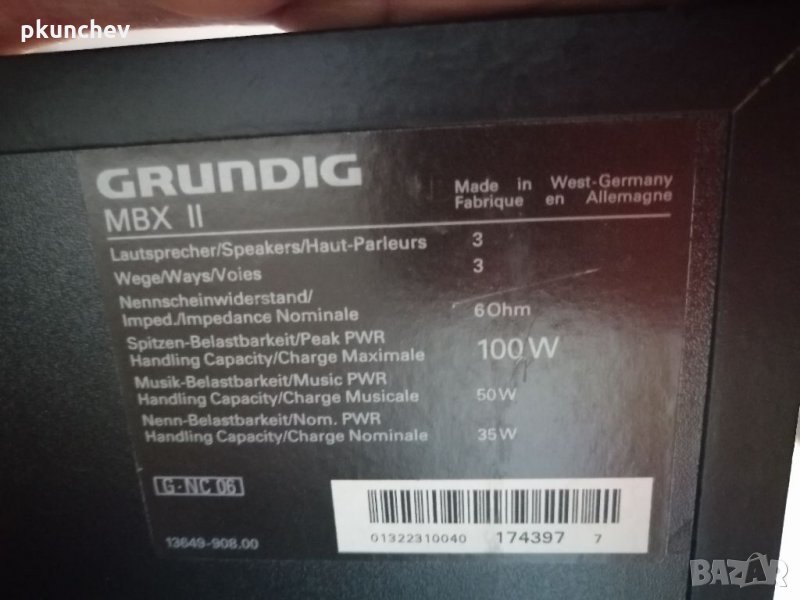 pkunchev
GRUNDIG
MBX II
Made in West-Germany
Fabrique en Allemagne
Lautsprecher/Speakers/Haut-Parleurs 3
Wege/Ways/Voies 3
Nennscheinwiderstand/
Imped./Impedance Nominale 6 Ohm
Spitzen-Belastbarkeit/Peak PWR
Handling Capacity/Charge Maximale 100 W
Musik-Belastbarkeit/Music PWR
Handling Capacity/Charge Musicale 50 W
Nenn-Belastbarkeit/Nom. PWR
Handling Capacity/Charge Nominale 35 W
G-NC 06
13649-908.00
01322310040 174397 7
BAZAR